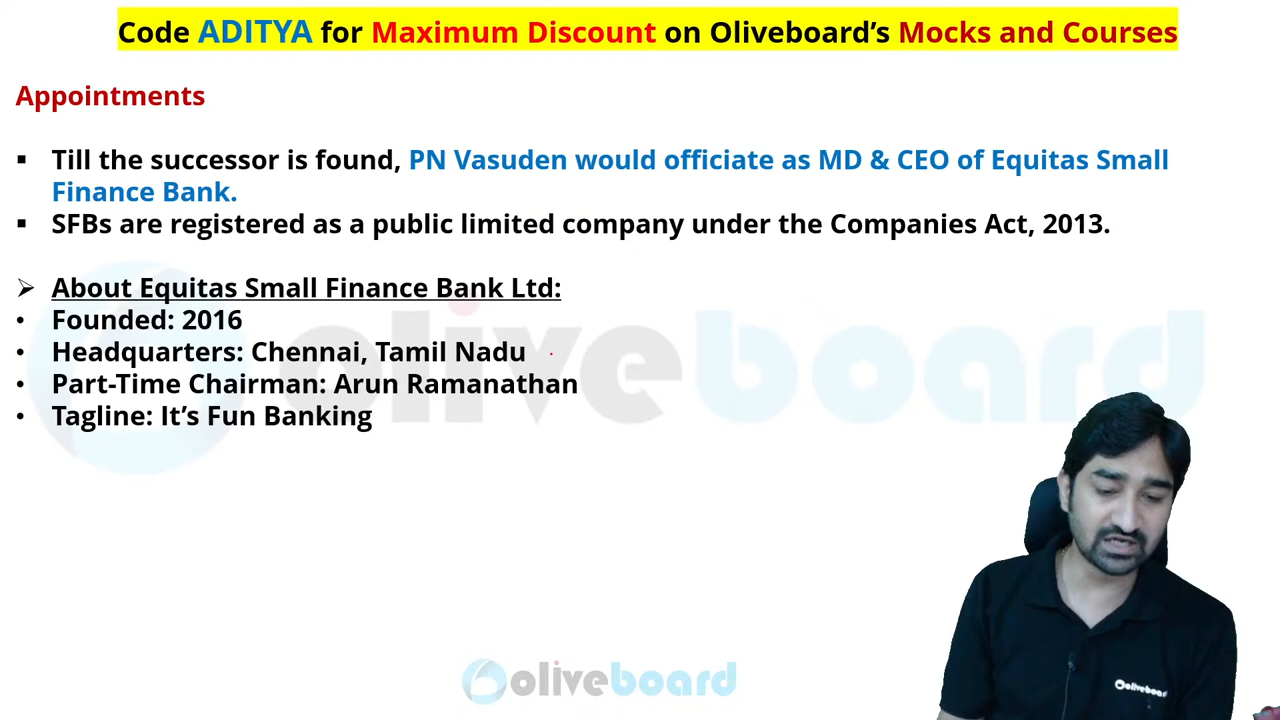 Code ADITYA for Maximum Discount on Oliveboard’s Mocks and Courses
Appointments
▪ Till the successor is found, PN Vasuden would officiate as MD & CEO of Equitas Small
Finance Bank.
▪ SFBs are registered as a public limited company under the Companies Act, 2013.
➢ About Equitas Small Finance Bank Ltd:
• Founded: 2016
• Headquarters: Chennai, Tamil Nadu
• Part-Time Chairman: Arun Ramanathan
• Tagline: It’s Fun Banking
oliveboard
Oliveboard
oliveboard